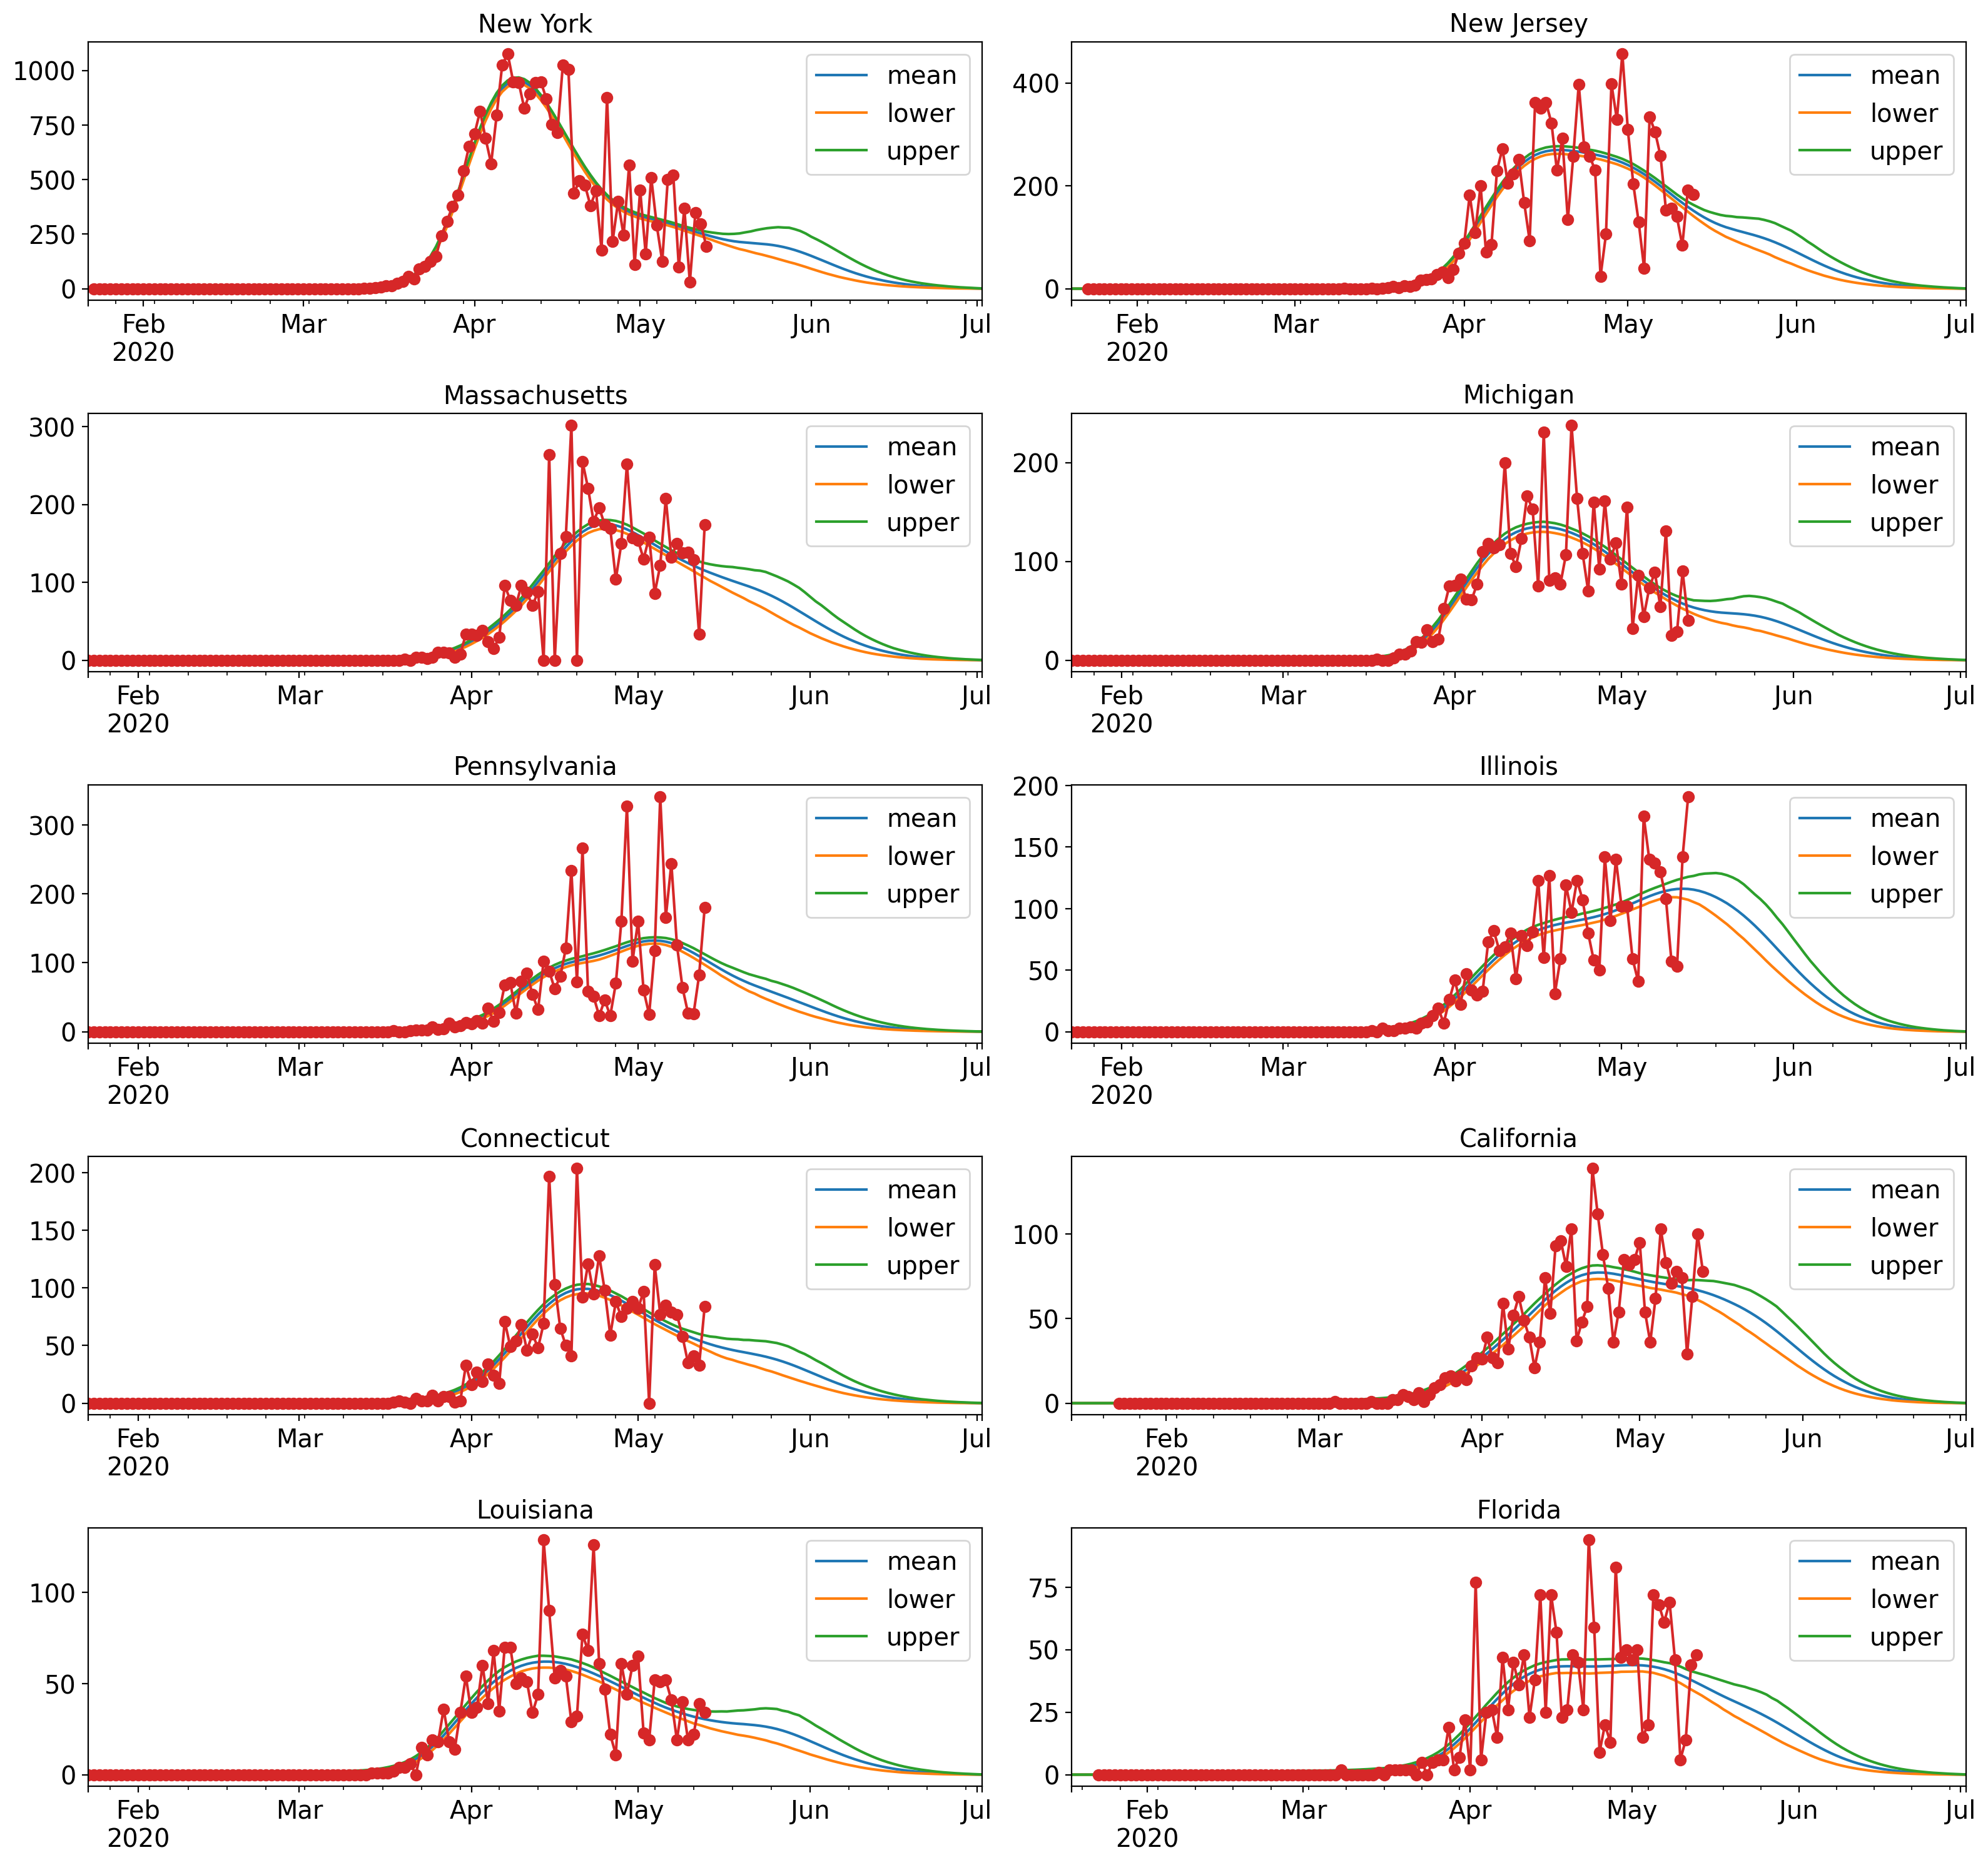 New York
1000
750
500
250
0
mean
lower
upper
Feb Mar Apr May Jun Jul
2020
New Jersey
400
200
0
mean
lower
upper
Feb Mar Apr May Jun Jul
2020
Massachusetts
300
200
100
0
mean
lower
upper
Feb Mar Apr May Jun Jul
2020
Michigan
200
100
0
mean
lower
upper
Feb Mar Apr May Jun Jul
2020
Pennsylvania
300
200
100
0
mean
lower
upper
Feb Mar Apr May Jun Jul
2020
Illinois
200
150
100
50
0
mean
lower
upper
Feb Mar Apr May Jun Jul
2020
Connecticut
200
150
100
50
0
mean
lower
upper
Feb Mar Apr May Jun Jul
2020
California
100
50
0
mean
lower
upper
Feb Mar Apr May Jun Jul
2020
Louisiana
100
50
0
mean
lower
upper
Feb Mar Apr May Jun Jul
2020
Florida
75
50
25
0
mean
lower
upper
Feb Mar Apr May Jun Jul
2020